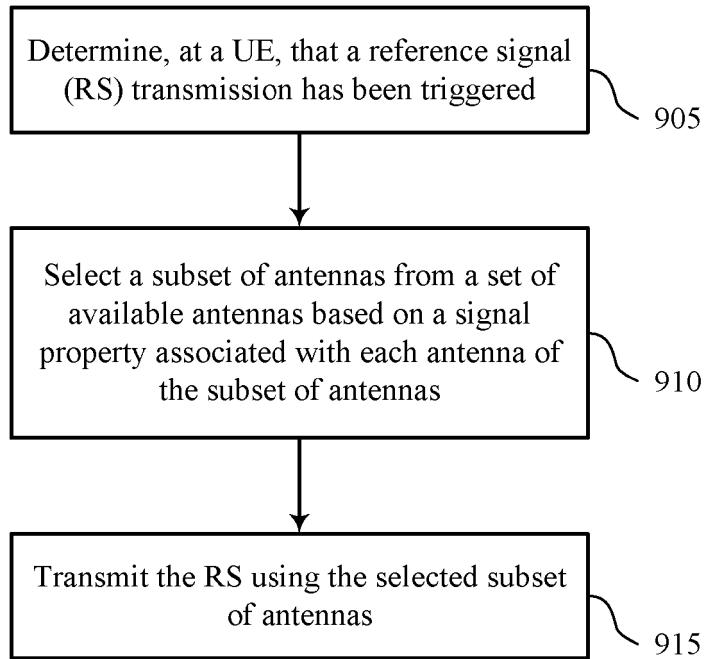 Determine, at a UE, that a reference signal
(RS) transmission has been triggered
905
Select a subset of antennas from a set of
available antennas based on a signal
property associated with each antenna of
the subset of antennas
910
Transmit the RS using the selected subset
of antennas
915